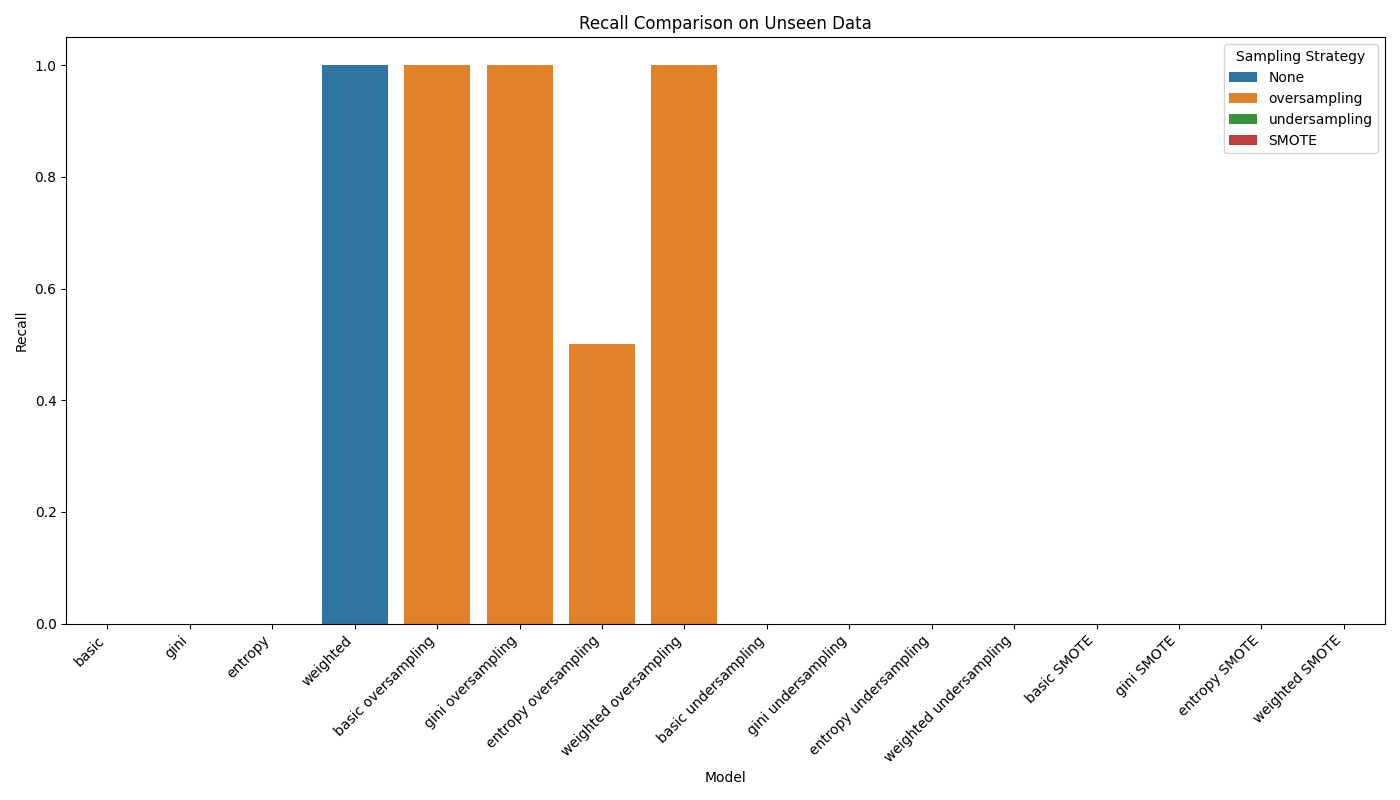 Recall Comparison on Unseen Data
Sampling Strategy
None
oversampling
undersampling
SMOTE
Recall
1.0
0.8
0.6
0.4
0.2
0.0
basic
gini
entropy
weighted
basic oversampling
gini oversampling
entropy oversampling
weighted oversampling
basic undersampling
gini undersampling
entropy undersampling
weighted undersampling
basic SMOTE
gini SMOTE
entropy SMOTE
weighted SMOTE
Model